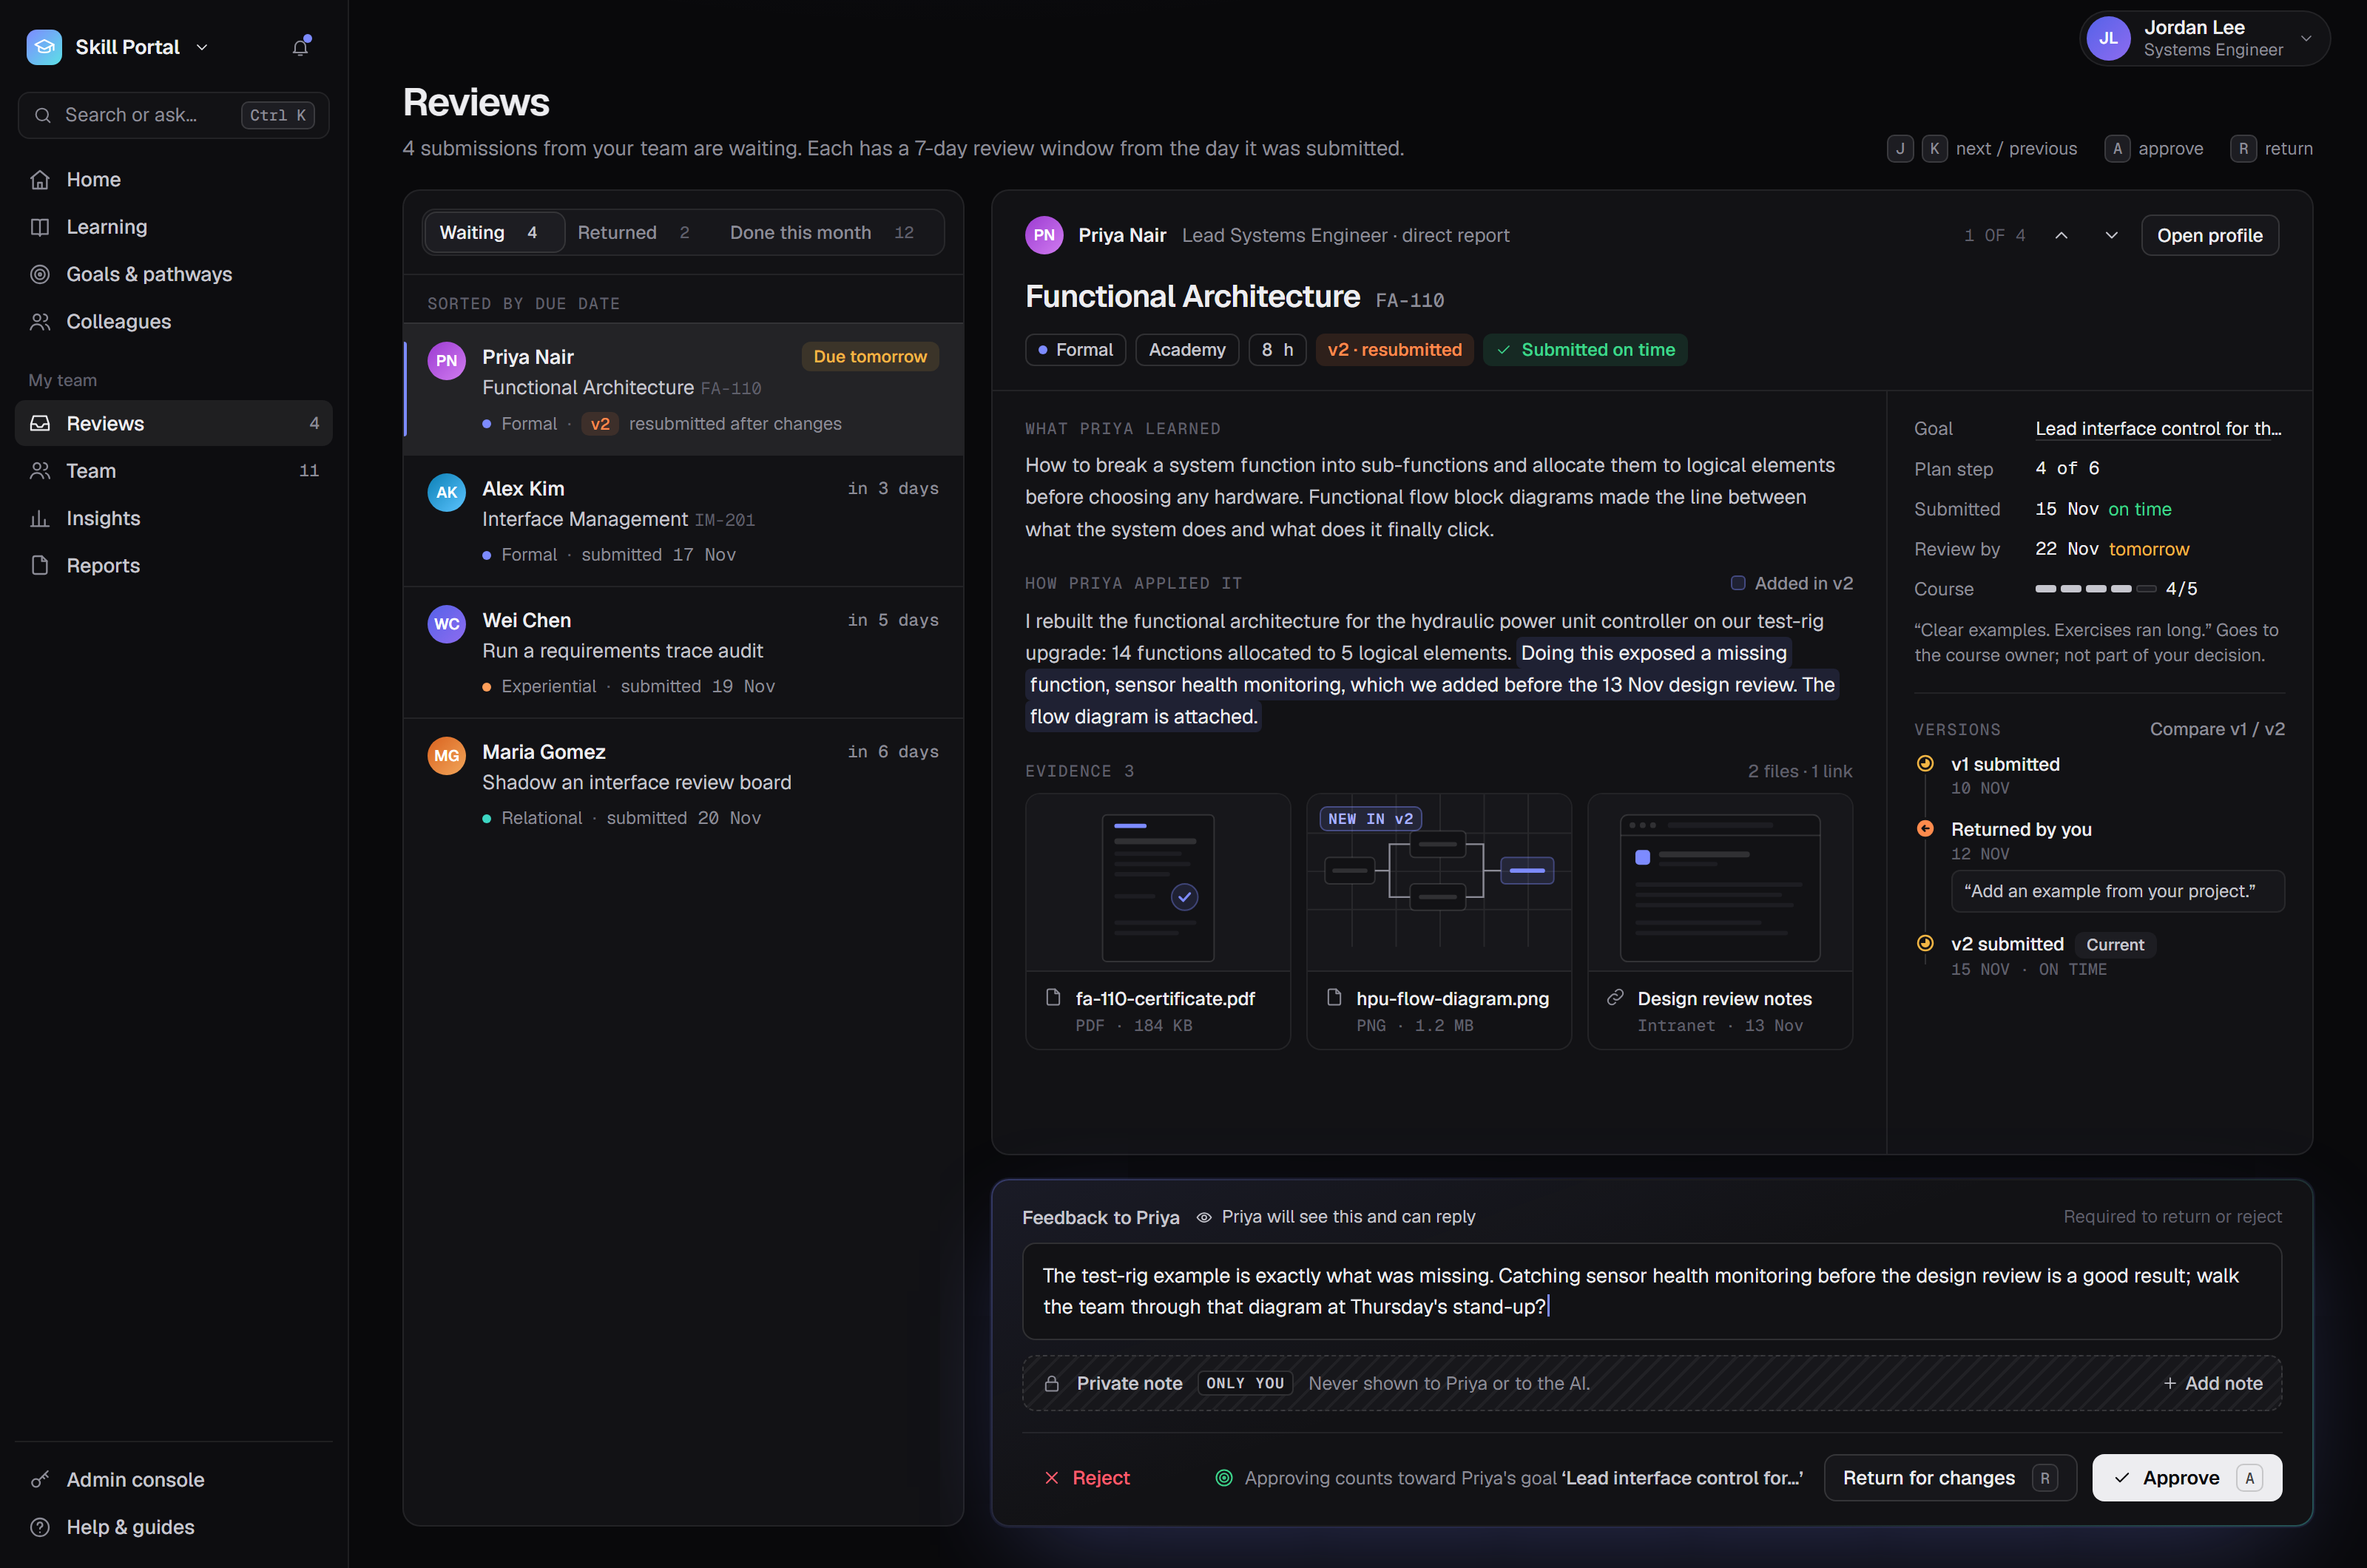 Skill Portal
Search or ask... Ctrl K
Home
Learning
Goals & pathways
Colleagues
My team
Reviews 4
Team 11
Insights
Reports
Admin console
Help & guides
JL Jordan Lee
Systems Engineer
Reviews
4 submissions from your team are waiting. Each has a 7-day review window from the day it was submitted.
J K next / previous A approve R return
Waiting 4 Returned 2 Done this month 12
SORTED BY DUE DATE
PN Priya Nair Due tomorrow
Functional Architecture FA-110
Formal · v2 resubmitted after changes
AK Alex Kim in 3 days
Interface Management IM-201
Formal · submitted 17 Nov
WC Wei Chen in 5 days
Run a requirements trace audit
Experiential · submitted 19 Nov
MG Maria Gomez in 6 days
Shadow an interface review board
Relational · submitted 20 Nov
PN Priya Nair Lead Systems Engineer · direct report 1 OF 4 Open profile
Functional Architecture FA-110
Formal Academy 8 h v2 · resubmitted Submitted on time
WHAT PRIYA LEARNED
How to break a system function into sub-functions and allocate them to logical elements
before choosing any hardware. Functional flow block diagrams made the line between
what the system does and what does it finally click.
HOW PRIYA APPLIED IT Added in v2
I rebuilt the functional architecture for the hydraulic power unit controller on our test-rig
upgrade: 14 functions allocated to 5 logical elements. Doing this exposed a missing
function, sensor health monitoring, which we added before the 13 Nov design review. The
flow diagram is attached.
EVIDENCE 3 2 files · 1 link
NEW IN v2
fa-110-certificate.pdf
PDF · 184 KB
hpu-flow-diagram.png
PNG · 1.2 MB
Design review notes
Intranet · 13 Nov
Goal Lead interface control for th...
Plan step 4 of 6
Submitted 15 Nov on time
Review by 22 Nov tomorrow
Course 4/5
“Clear examples. Exercises ran long.” Goes to
the course owner; not part of your decision.
VERSIONS Compare v1 / v2
v1 submitted
10 NOV
Returned by you
12 NOV
“Add an example from your project.”
v2 submitted Current
15 NOV · ON TIME
Feedback to Priya Priya will see this and can reply Required to return or reject
The test-rig example is exactly what was missing. Catching sensor health monitoring before the design review is a good result; walk
the team through that diagram at Thursday's stand-up?
Private note ONLY YOU Never shown to Priya or to the AI. + Add note
Reject Approving counts toward Priya's goal ‘Lead interface control for...’ Return for changes R Approve A